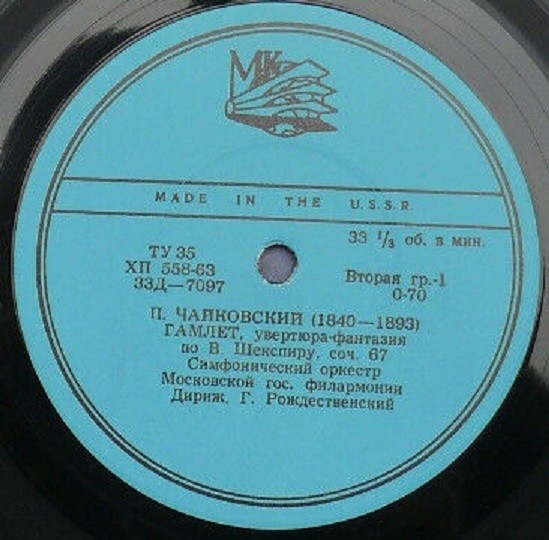 МК
MADE IN THE U.S.S.R.
33 1/3 об. в мин.
ТУ 35
ХП 558-63
33Д—7097
Вторая гр.-1
0-70
П. ЧАЙКОВСКИЙ (1840—1893)
ГАМЛЕТ, увертюра-фантазия
по В. Шекспиру, соч. 67
Симфонический оркестр
Московской гос. филармонии
Дириж. Г. Рождественский